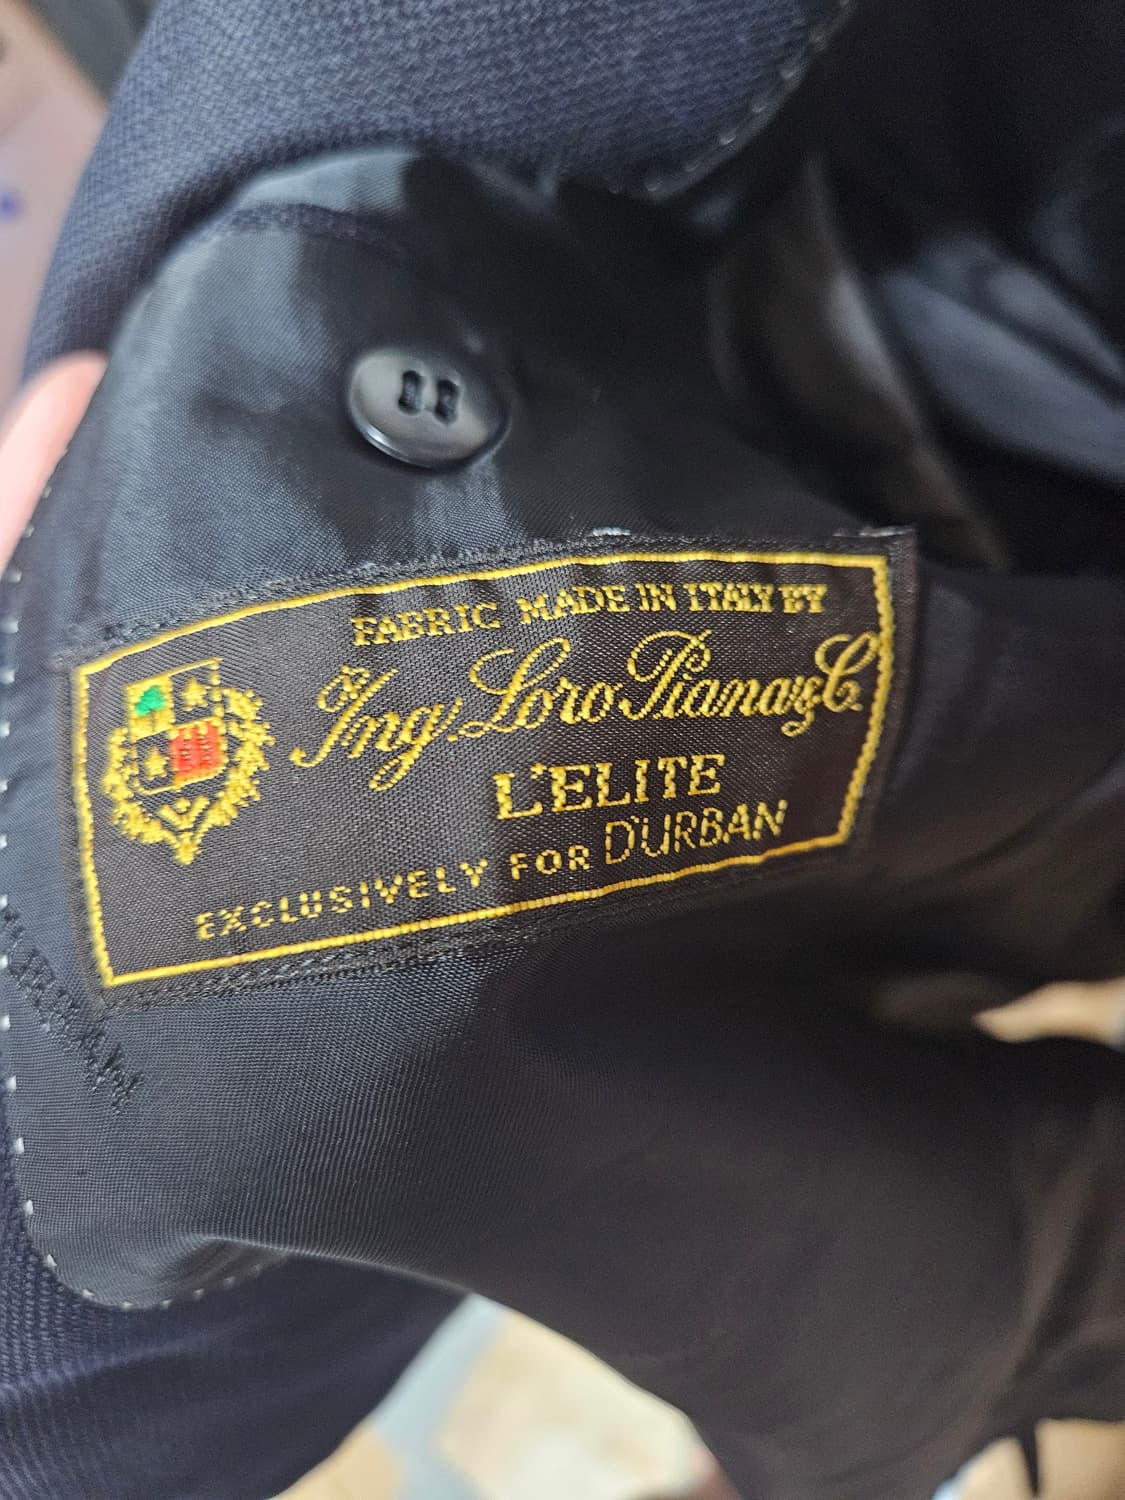 FABRIC MADE IN ITALY BY
Ing. Loro Piana & C.
L'ELITE
EXCLUSIVELY FOR D'URBAN